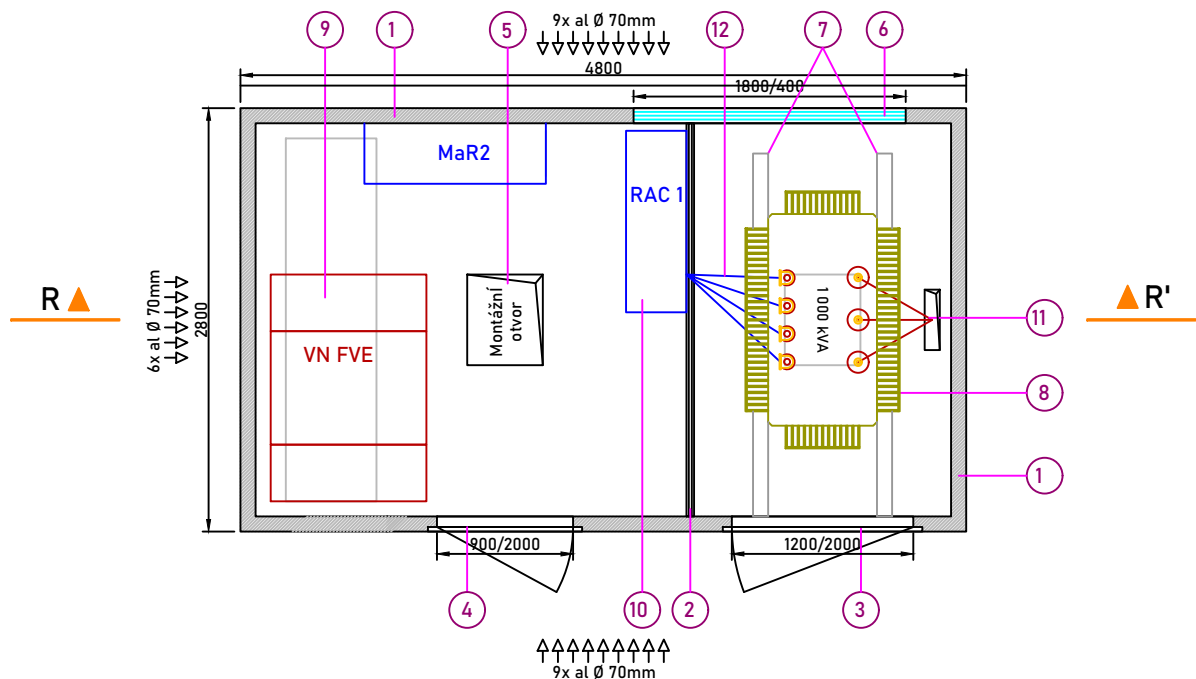 9
1
5
9x al Ø 70mm
12
7
6
4800
1800/400
MaR2
RAC 1
6x al Ø 70mm
2800
R
Montážní
otvor
1000 kVA
R'
11
VN FVE
8
1
900/2000
1200/2000
4
10
2
3
9x al Ø 70mm